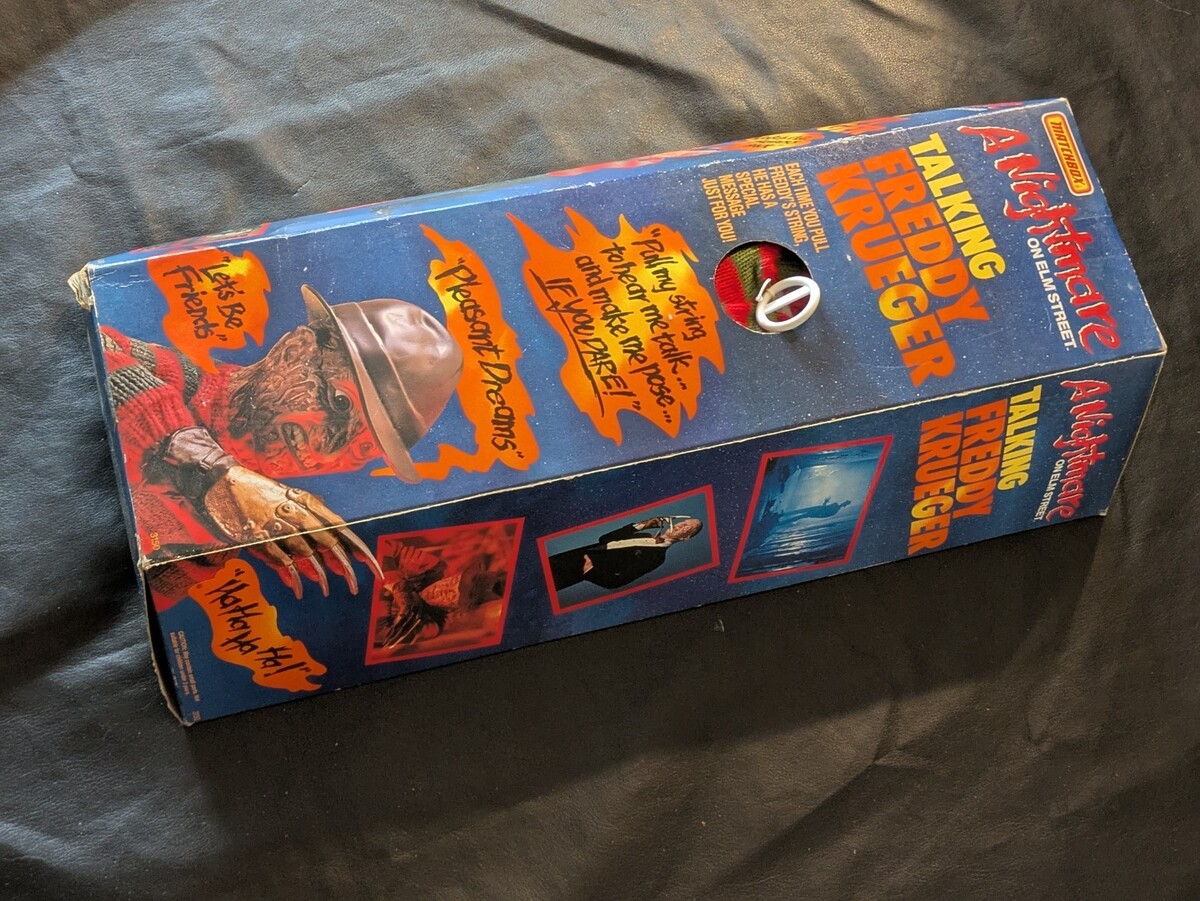 MATCHBOX
A Nightmare
ON ELM STREET.
TALKING
FREDDY
KRUEGER
EACH TIME YOU PULL
FREDDY'S STRING,
HE HAS A
SPECIAL
MESSAGE
JUST FOR YOU!
"Pull my string
to hear me talk...
and make me pose...
IF YOU DARE!"
"Pleasant Dreams"
"Let's Be
Friends"
3150
A Nightmare
ON ELM STREET.
TALKING
FREDDY
KRUEGER
"Ha Ha Ha Ha!"